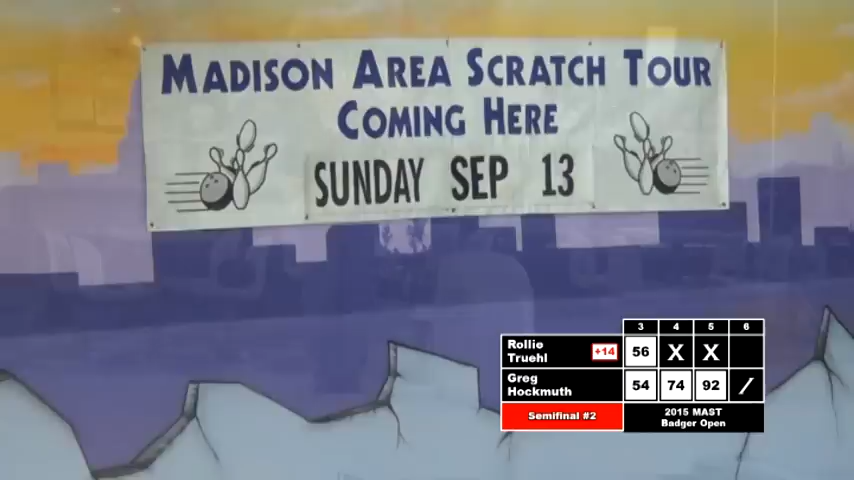 MADISON AREA SCRATCH TOUR
COMING HERE
SUNDAY SEP 13
3 4 5 6
Rollie Truehl +14 56 X X
Greg Hockmuth 54 74 92 /
Semifinal #2
2015 MAST
Badger Open